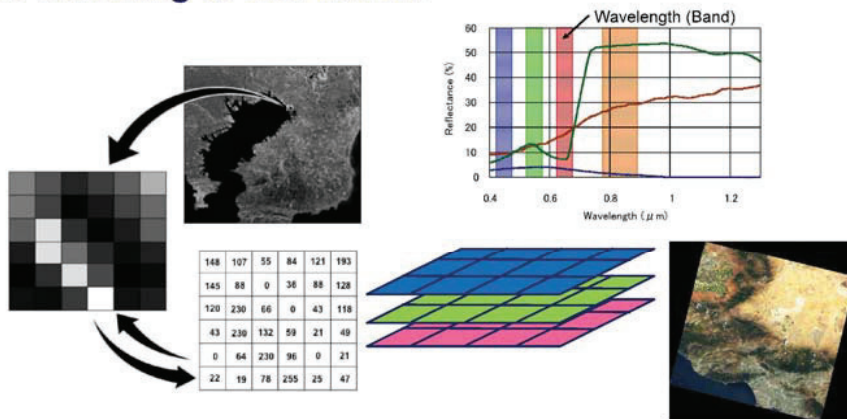 Wavelength (Band)
60
50
40
30
20
10
0
Reflectance (%)
0.4
0.6
0.8
1
1.2
Wavelength ( μ m)
148 107 55 84 121 193
145 88 0 36 88 128
120 230 66 0 43 118
43 230 132 59 21 49
0 64 230 96 0 21
22 19 78 255 25 47